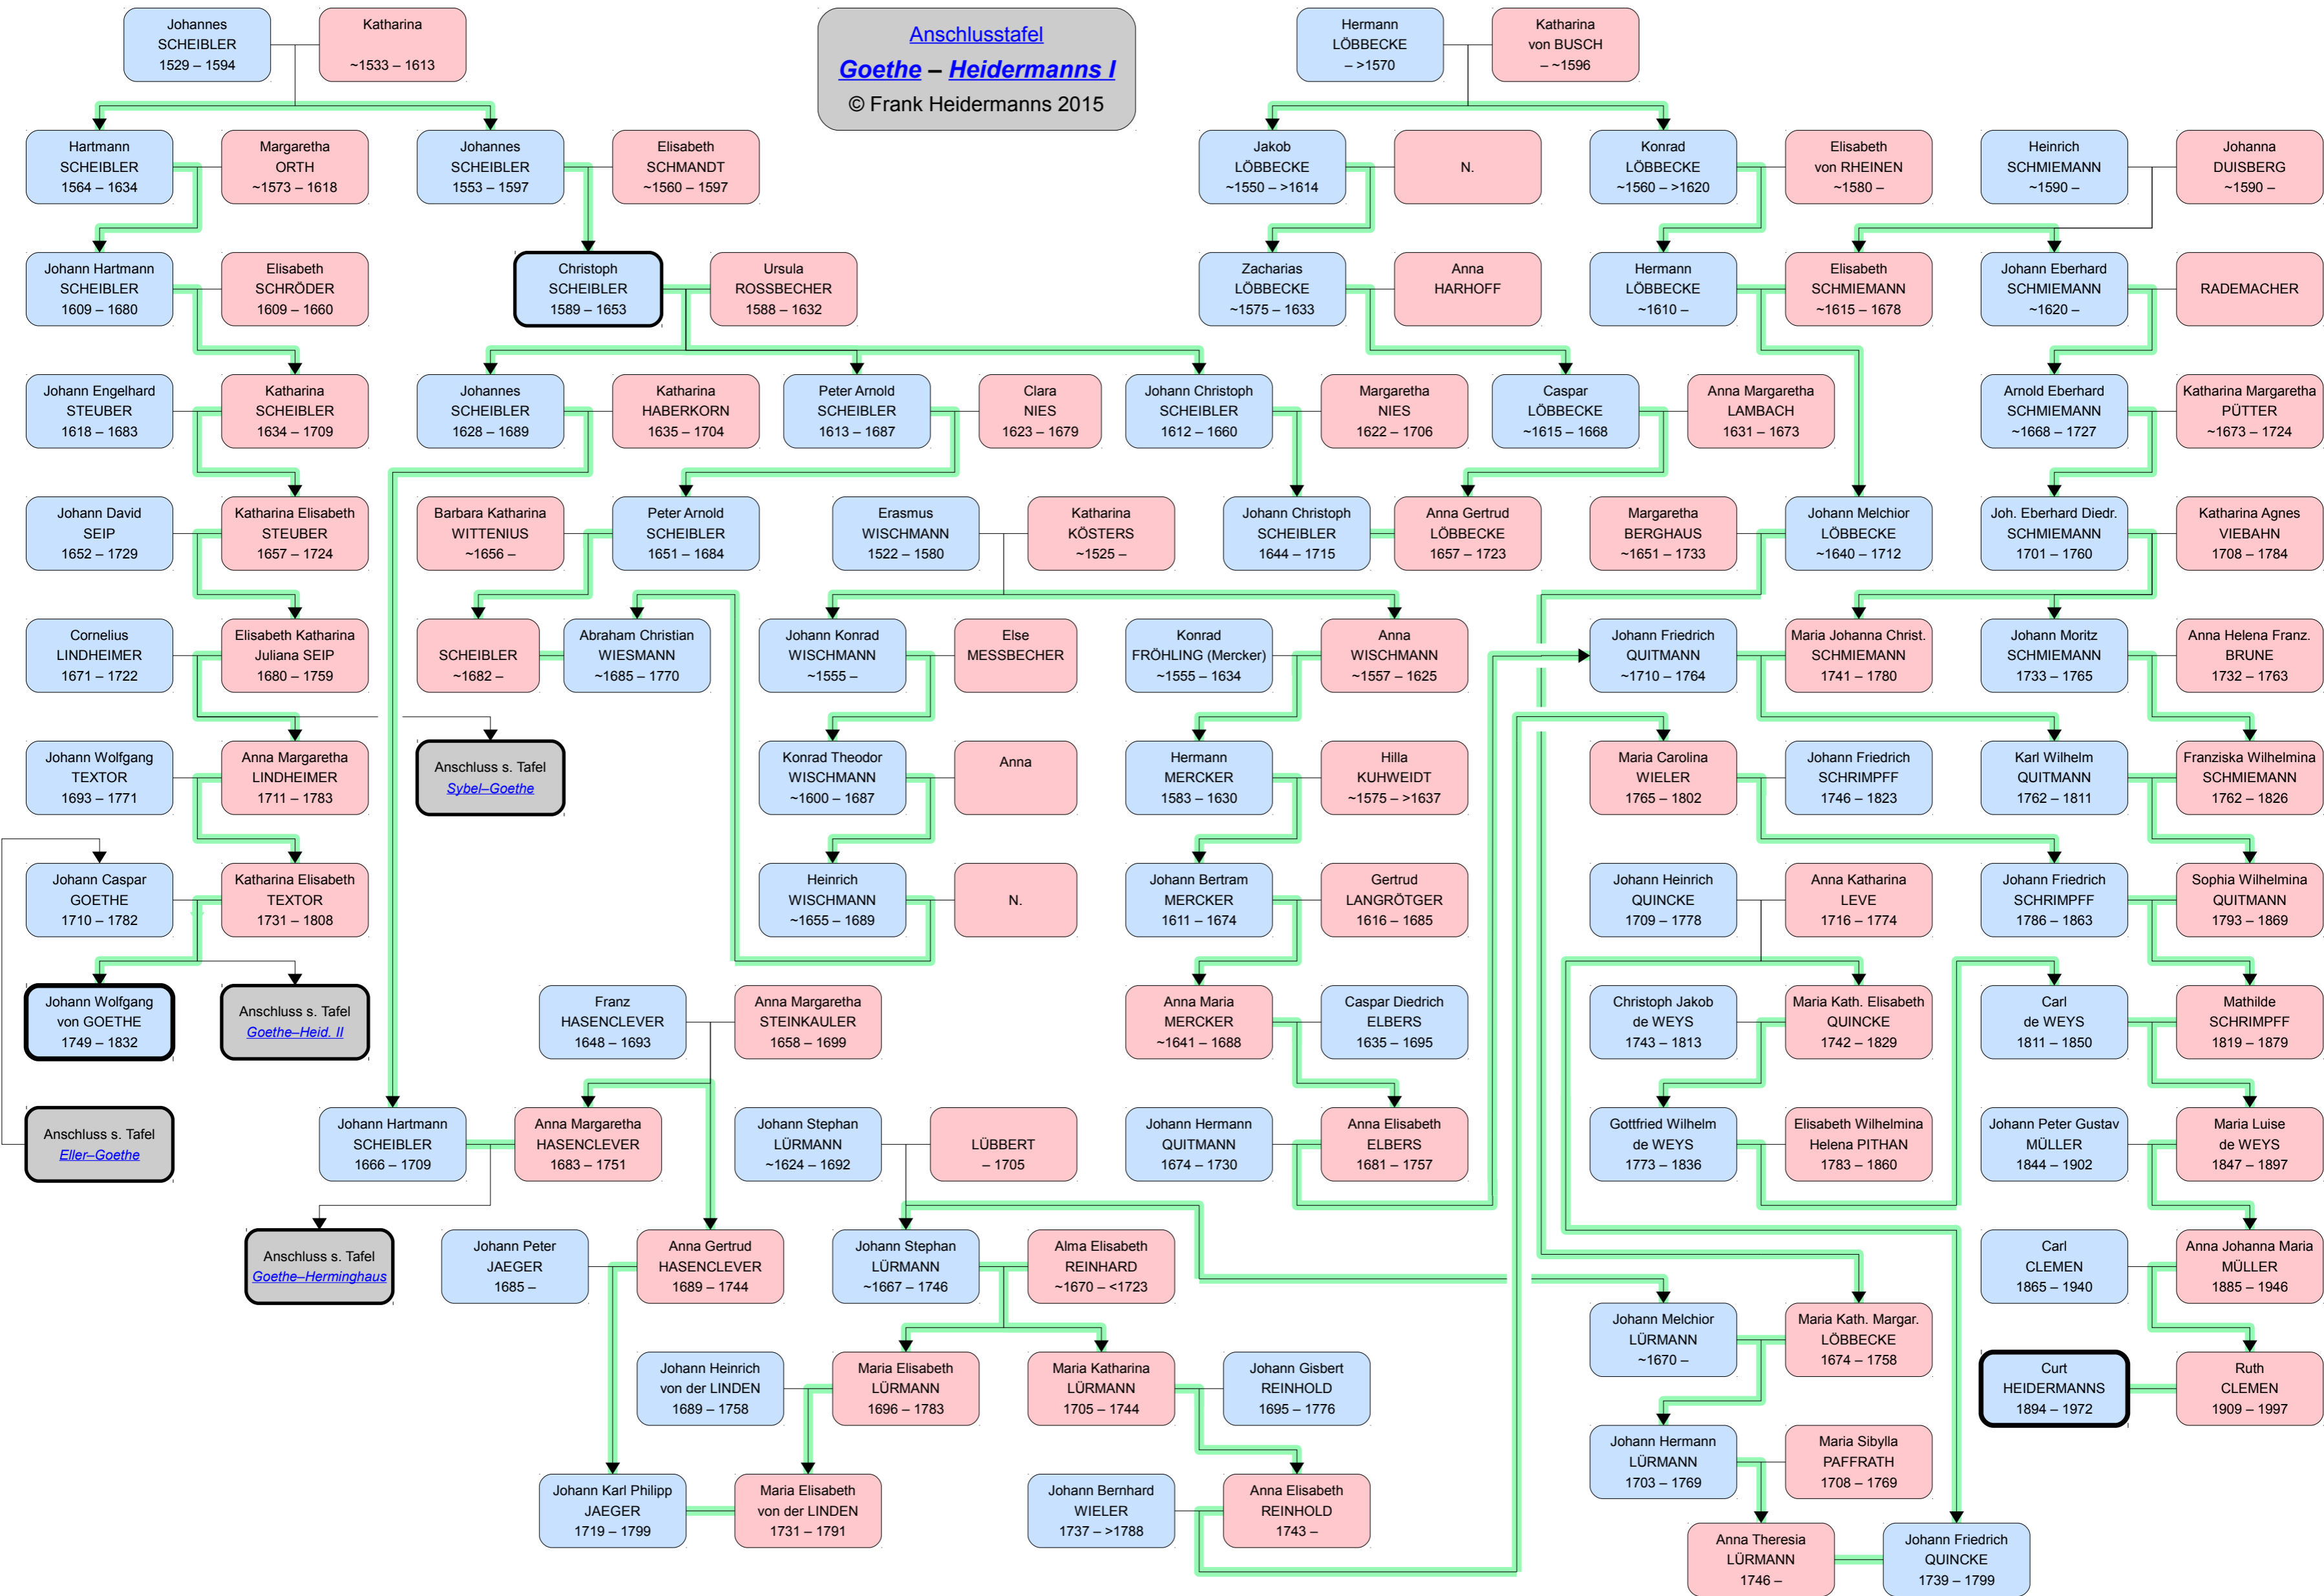 Johannes
SCHEIBLER
1529 – 1594
Katharina
~1533 – 1613
Anschlusstafel
Goethe – Heidermanns I
© Frank Heidermanns 2015
Hermann
LÖBBECKE
– >1570
Katharina
von BUSCH
– ~1596
Hartmann
SCHEIBLER
1564 – 1634
Margaretha
ORTH
~1573 – 1618
Johannes
SCHEIBLER
1553 – 1597
Elisabeth
SCHMANDT
~1560 – 1597
Jakob
LÖBBECKE
~1550 – >1614
N.
Konrad
LÖBBECKE
~1560 – >1620
Elisabeth
von RHEINEN
~1580 –
Heinrich
SCHMIEMANN
~1590 –
Johanna
DUISBERG
~1590 –
Johann Hartmann
SCHEIBLER
1609 – 1680
Elisabeth
SCHRÖDER
1609 – 1660
Christoph
SCHEIBLER
1589 – 1653
Ursula
ROSSBECHER
1588 – 1632
Zacharias
LÖBBECKE
~1575 – 1633
Anna
HARHOFF
Hermann
LÖBBECKE
~1610 –
Elisabeth
SCHMIEMANN
~1615 – 1678
Johann Eberhard
SCHMIEMANN
~1620 –
RADEMACHER
Johann Engelhard
STEUBER
1618 – 1683
Katharina
SCHEIBLER
1634 – 1709
Johannes
SCHEIBLER
1628 – 1689
Katharina
HABERKORN
1635 – 1704
Peter Arnold
SCHEIBLER
1613 – 1687
Clara
NIES
1623 – 1679
Johann Christoph
SCHEIBLER
1612 – 1660
Margaretha
NIES
1622 – 1706
Caspar
LÖBBECKE
~1615 – 1668
Anna Margaretha
LAMBACH
1631 – 1673
Arnold Eberhard
SCHMIEMANN
~1668 – 1727
Katharina Margaretha
PÜTTER
~1673 – 1724
Johann David
SEIP
1652 – 1729
Katharina Elisabeth
STEUBER
1657 – 1724
Barbara Katharina
WITTENIUS
~1656 –
Peter Arnold
SCHEIBLER
1651 – 1684
Erasmus
WISCHMANN
1522 – 1580
Katharina
KÖSTERS
~1525 –
Johann Christoph
SCHEIBLER
1644 – 1715
Anna Gertrud
LÖBBECKE
1657 – 1723
Margaretha
BERGHAUS
~1651 – 1733
Johann Melchior
LÖBBECKE
~1640 – 1712
Joh. Eberhard Diedr.
SCHMIEMANN
1701 – 1760
Katharina Agnes
VIEBAHN
1708 – 1784
Cornelius
LINDHEIMER
1671 – 1722
Elisabeth Katharina
Juliana SEIP
1680 – 1759
SCHEIBLER
~1682 –
Abraham Christian
WIESMANN
~1685 – 1770
Johann Konrad
WISCHMANN
~1555 –
Else
MESSBECHER
Konrad
FRÖHLING (Mercker)
~1555 – 1634
Anna
WISCHMANN
~1557 – 1625
Johann Friedrich
QUITMANN
~1710 – 1764
Maria Johanna Christ.
SCHMIEMANN
1741 – 1780
Johann Moritz
SCHMIEMANN
1733 – 1765
Anna Helena Franz.
BRUNE
1732 – 1763
Johann Wolfgang
TEXTOR
1693 – 1771
Anna Margaretha
LINDHEIMER
1711 – 1783
Anschluss s. Tafel
Sybel–Goethe
Konrad Theodor
WISCHMANN
~1600 – 1687
Anna
Hermann
MERCKER
1583 – 1630
Hilla
KUHWEIDT
~1575 – >1637
Maria Carolina
WIELER
1765 – 1802
Johann Friedrich
SCHRIMPFF
1746 – 1823
Karl Wilhelm
QUITMANN
1762 – 1811
Franziska Wilhelmina
SCHMIEMANN
1762 – 1826
Johann Caspar
GOETHE
1710 – 1782
Katharina Elisabeth
TEXTOR
1731 – 1808
Heinrich
WISCHMANN
~1655 – 1689
N.
Johann Bertram
MERCKER
1611 – 1674
Gertrud
LANGRÖTGER
1616 – 1685
Johann Heinrich
QUINCKE
1709 – 1778
Anna Katharina
LEVE
1716 – 1774
Johann Friedrich
SCHRIMPFF
1786 – 1863
Sophia Wilhelmina
QUITMANN
1793 – 1869
Johann Wolfgang
von GOETHE
1749 – 1832
Anschluss s. Tafel
Goethe–Heid. II
Franz
HASENCLEVER
1648 – 1693
Anna Margaretha
STEINKAULER
1658 – 1699
Anna Maria
MERCKER
~1641 – 1688
Caspar Diedrich
ELBERS
1635 – 1695
Christoph Jakob
de WEYS
1743 – 1813
Maria Kath. Elisabeth
QUINCKE
1742 – 1829
Carl
de WEYS
1811 – 1850
Mathilde
SCHRIMPFF
1819 – 1879
Anschluss s. Tafel
Eller–Goethe
Johann Hartmann
SCHEIBLER
1666 – 1709
Anna Margaretha
HASENCLEVER
1683 – 1751
Johann Stephan
LÜRMANN
~1624 – 1692
LÜBBERT
– 1705
Johann Hermann
QUITMANN
1674 – 1730
Anna Elisabeth
ELBERS
1681 – 1757
Gottfried Wilhelm
de WEYS
1773 – 1836
Elisabeth Wilhelmina
Helena PITHAN
1783 – 1860
Johann Peter Gustav
MÜLLER
1844 – 1902
Maria Luise
de WEYS
1847 – 1897
Anschluss s. Tafel
Goethe–Herminghaus
Johann Peter
JAEGER
1685 –
Anna Gertrud
HASENCLEVER
1689 – 1744
Johann Stephan
LÜRMANN
~1667 – 1746
Alma Elisabeth
REINHARD
~1670 – <1723
Carl
CLEMEN
1865 – 1940
Anna Johanna Maria
MÜLLER
1885 – 1946
Johann Melchior
LÜRMANN
~1670 –
Maria Kath. Margar.
LÖBBECKE
1674 – 1758
Johann Heinrich
von der LINDEN
1689 – 1758
Maria Elisabeth
LÜRMANN
1696 – 1783
Maria Katharina
LÜRMANN
1705 – 1744
Johann Gisbert
REINHOLD
1695 – 1776
Curt
HEIDERMANNS
1894 – 1972
Ruth
CLEMEN
1909 – 1997
Johann Hermann
LÜRMANN
1703 – 1769
Maria Sibylla
PAFFRATH
1708 – 1769
Johann Karl Philipp
JAEGER
1719 – 1799
Maria Elisabeth
von der LINDEN
1731 – 1791
Johann Bernhard
WIELER
1737 – >1788
Anna Elisabeth
REINHOLD
1743 –
Anna Theresia
LÜRMANN
1746 –
Johann Friedrich
QUINCKE
1739 – 1799